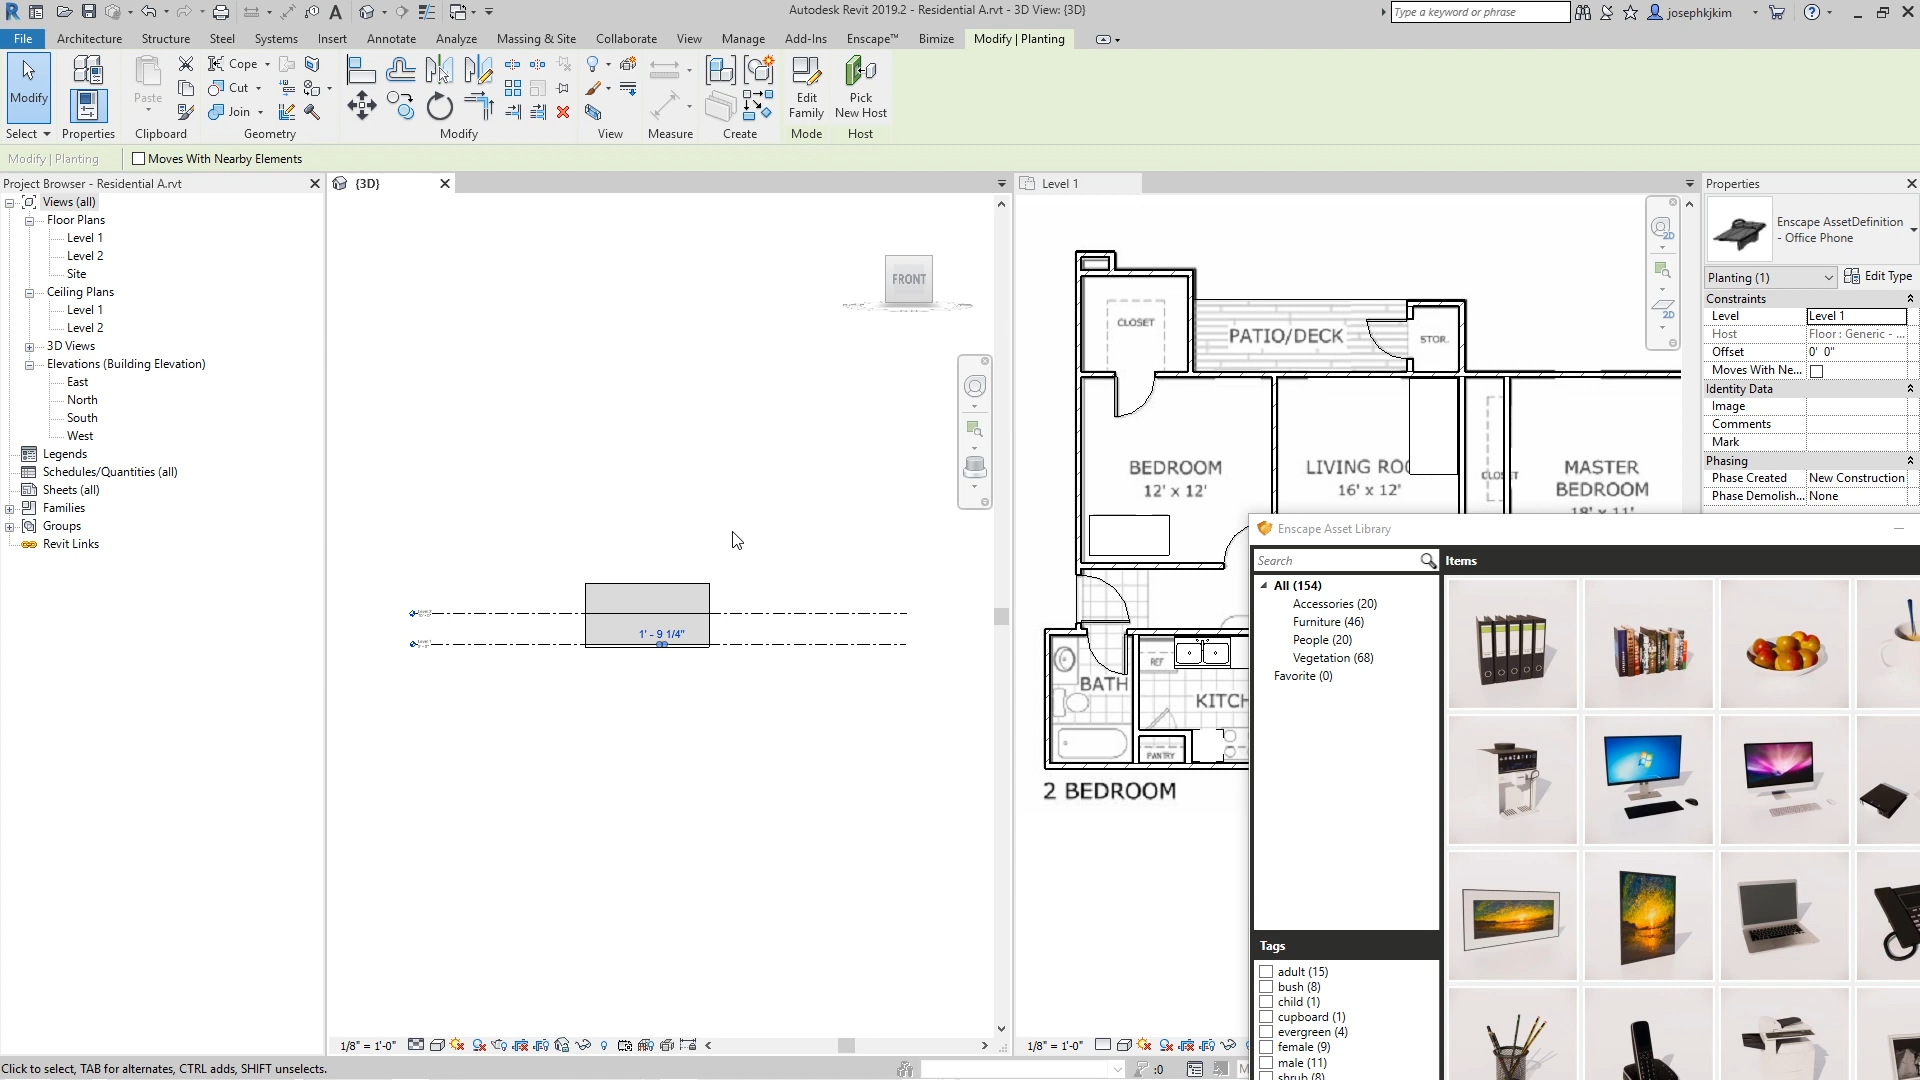 Autodesk Revit 2019.2 - Residential A.rvt - 3D View: {3D}
Type a keyword or phrase
josephkjkim
File
Architecture
Structure
Steel
Systems
Insert
Annotate
Analyze
Massing & Site
Collaborate
View
Manage
Add-Ins
Enscape™
Bimize
Modify | Planting
Modify
Paste
Cope
Cut
Join
Edit
Family
Pick
New Host
Select
Properties
Clipboard
Geometry
Modify
View
Measure
Create
Mode
Host
Modify | Planting
Moves With Nearby Elements
Project Browser - Residential A.rvt
Views (all)
Floor Plans
Level 1
Level 2
Site
Ceiling Plans
Level 1
Level 2
3D Views
Elevations (Building Elevation)
East
North
South
West
Legends
Schedules/Quantities (all)
Sheets (all)
Families
Groups
Revit Links
{3D}
FRONT
1' - 9 1/4"
1/8" = 1'-0"
Level 1
2D
2D
CLOSET
PATIO/DECK
STOR.
BEDROOM
12' x 12'
LIVING ROO
16' x 12'
MASTER
BEDROOM
18' x 11'
BATH
REF
KITCH
PANTRY
2 BEDROOM
1/8" = 1'-0"
Properties
Enscape AssetDefinition
- Office Phone
Planting (1)
Edit Type
Constraints
Level
Level 1
Host
Floor : Generic - ...
Offset
0' 0"
Moves With Ne...
Identity Data
Image
Comments
Mark
Phasing
Phase Created
New Construction
Phase Demolish...
None
Enscape Asset Library
Search
Items
All (154)
Accessories (20)
Furniture (46)
People (20)
Vegetation (68)
Favorite (0)
Tags
adult (15)
bush (8)
child (1)
cupboard (1)
evergreen (4)
female (9)
male (11)
shrub (8)
Click to select, TAB for alternates, CTRL adds, SHIFT unselects.
:0